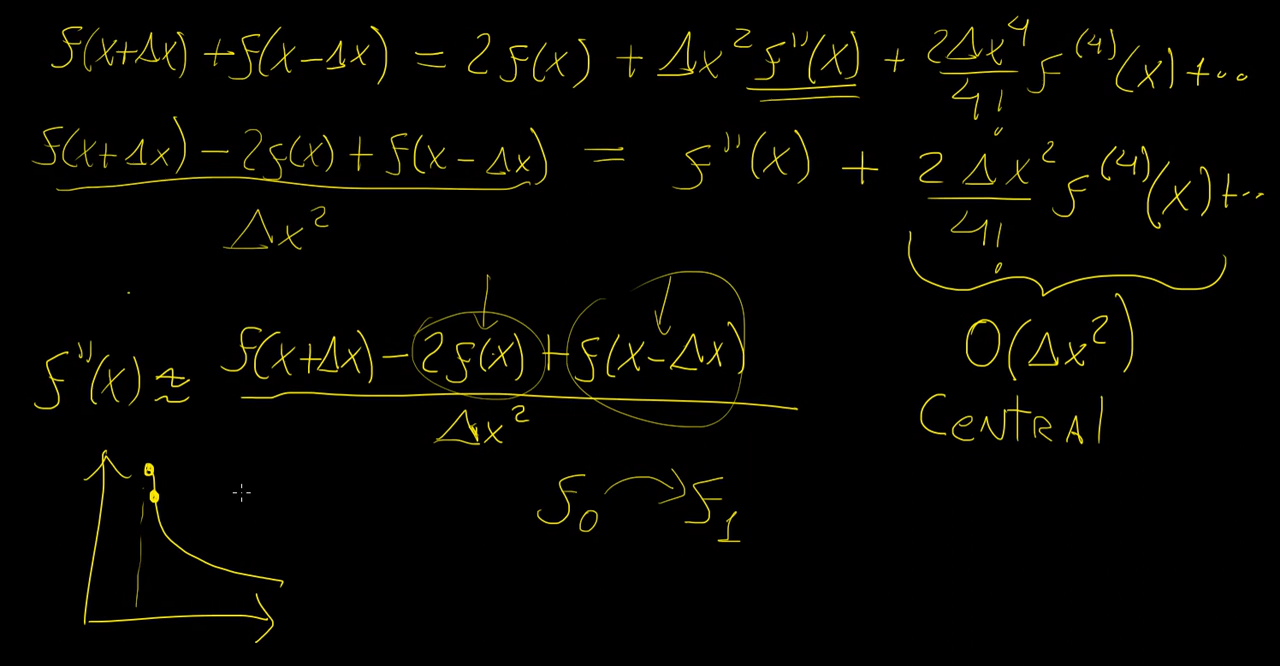 f(x+Δx) + f(x-Δx) = 2f(x) + Δx² f''(x) + 2Δx⁴/4! f⁽⁴⁾(x) + ...
f(x+Δx) - 2f(x) + f(x-Δx) / Δx² = f''(x) + 2Δx²/4! f⁽⁴⁾(x) + ...
O(Δx²)
f''(x) ≈ f(x+Δx) - 2f(x) + f(x-Δx) / Δx²
CENTRAL
f₀ → f₁